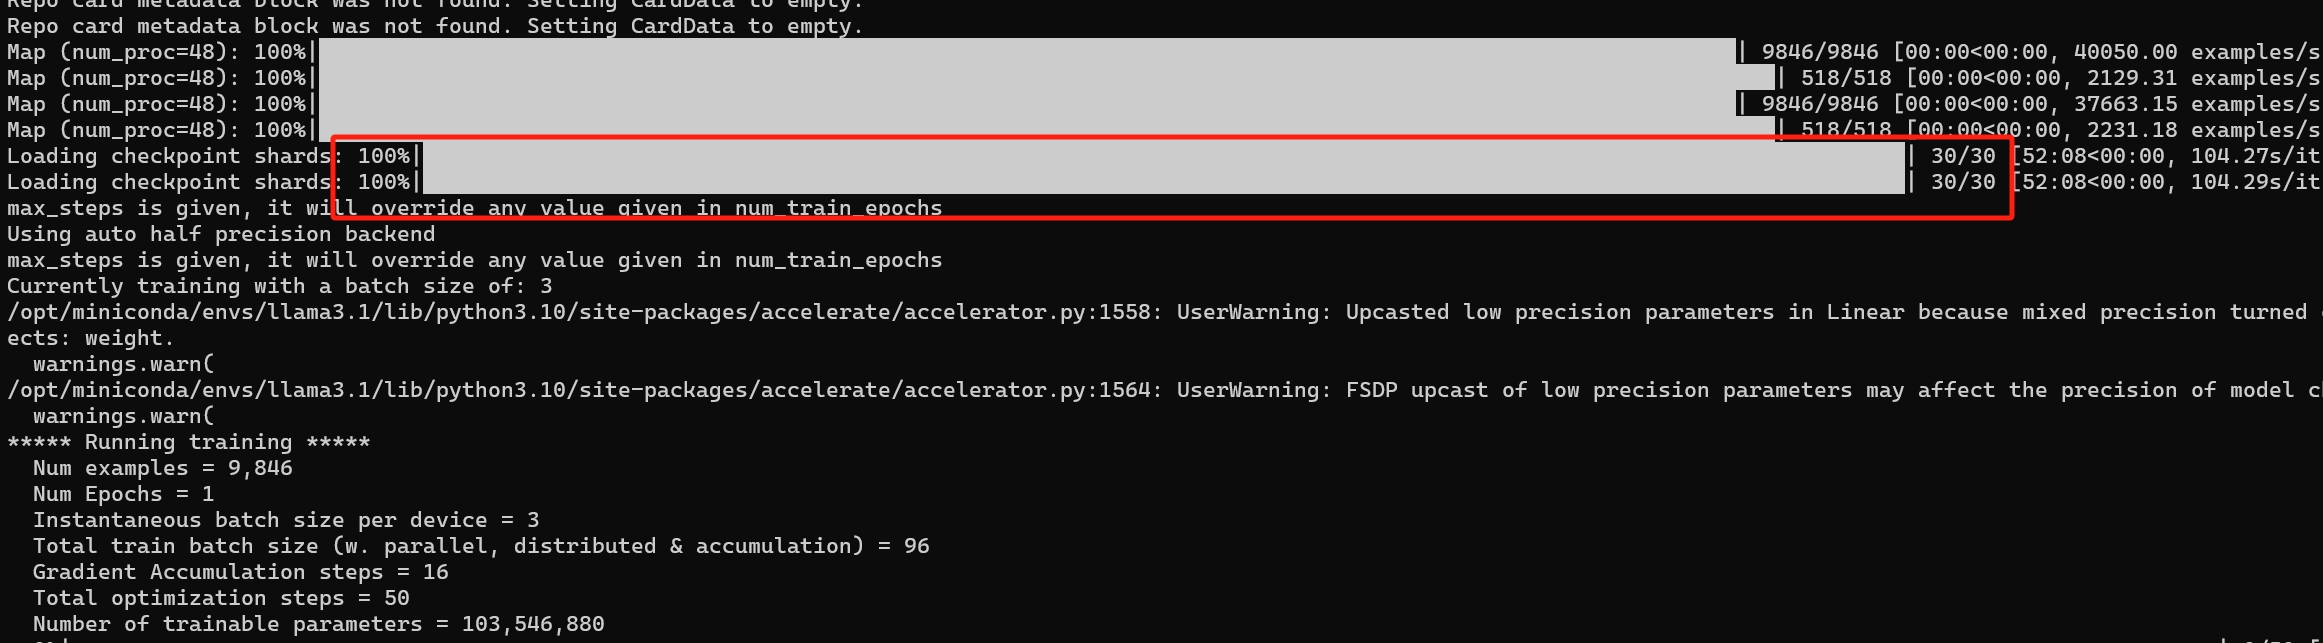 Repo card metadata block was not found. Setting CardData to empty.
Repo card metadata block was not found. Setting CardData to empty.
Map (num_proc=48): 100%| | 9846/9846 [00:00<00:00, 40050.00 examples/s
Map (num_proc=48): 100%| | 518/518 [00:00<00:00, 2129.31 examples/s
Map (num_proc=48): 100%| | 9846/9846 [00:00<00:00, 37663.15 examples/s
Map (num_proc=48): 100%| | 518/518 [00:00<00:00, 2231.18 examples/s
Loading checkpoint shards: 100%| | 30/30 [52:08<00:00, 104.27s/it
Loading checkpoint shards: 100%| | 30/30 [52:08<00:00, 104.29s/it
max_steps is given, it will override any value given in num_train_epochs
Using auto half precision backend
max_steps is given, it will override any value given in num_train_epochs
Currently training with a batch size of: 3
/opt/miniconda/envs/llama3.1/lib/python3.10/site-packages/accelerate/accelerator.py:1558: UserWarning: Upcasted low precision parameters in Linear because mixed precision turned
ects: weight.
warnings.warn(
/opt/miniconda/envs/llama3.1/lib/python3.10/site-packages/accelerate/accelerator.py:1564: UserWarning: FSDP upcast of low precision parameters may affect the precision of model
warnings.warn(
***** Running training *****
Num examples = 9,846
Num Epochs = 1
Instantaneous batch size per device = 3
Total train batch size (w. parallel, distributed & accumulation) = 96
Gradient Accumulation steps = 16
Total optimization steps = 50
Number of trainable parameters = 103,546,880